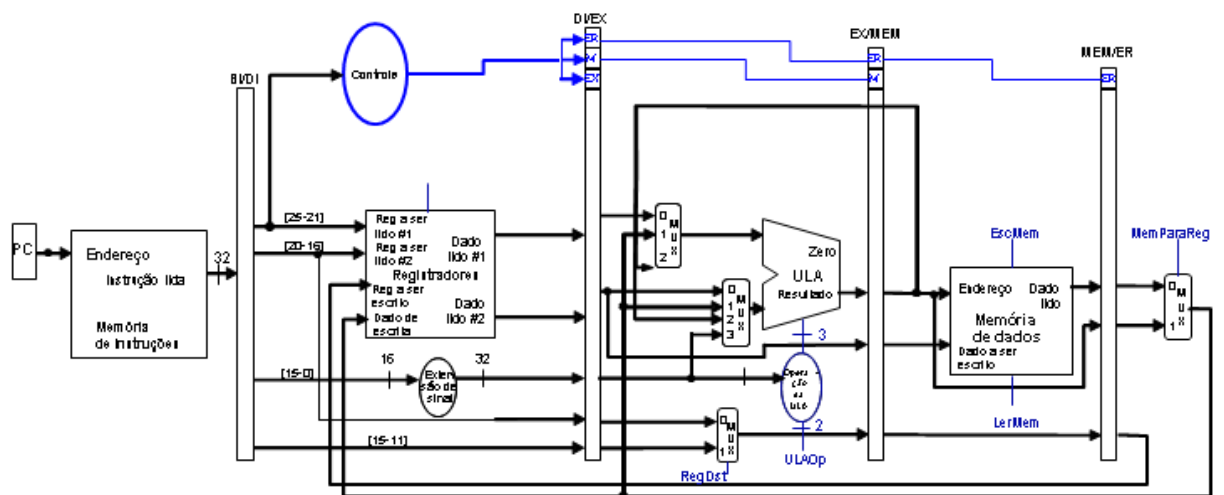 DI/EX
EX/MEM
MEM/ER
BI/DI
ER
M
EX
ER
M
ER
Controle
PC
Endereço
Instrução lida
Memória
de Instruções
32
[25-21]
[20-16]
[15-0]
[15-11]
Reg a ser
lido #1
Reg a ser
lido #2
Registradores
Reg a ser
escrito
Dado de
escrita
Dado
lido #1
Dado
lido #2
16
Exten-
são de
sinal
32
0
1
2
MUX
0
1
2
3
MUX
Zero
ULA
Resultado
3
2
ULAOp
0
1
MUX
RegDst
EscMem
Endereço
Dado
lido
Memória
de dados
Dado a ser
escrito
LerMem
MemParaReg
0
1
MUX